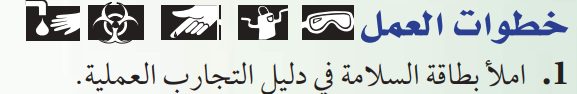 خطوات العمل
1. املأ بطاقة السلامة في دليل التجارب العملية.